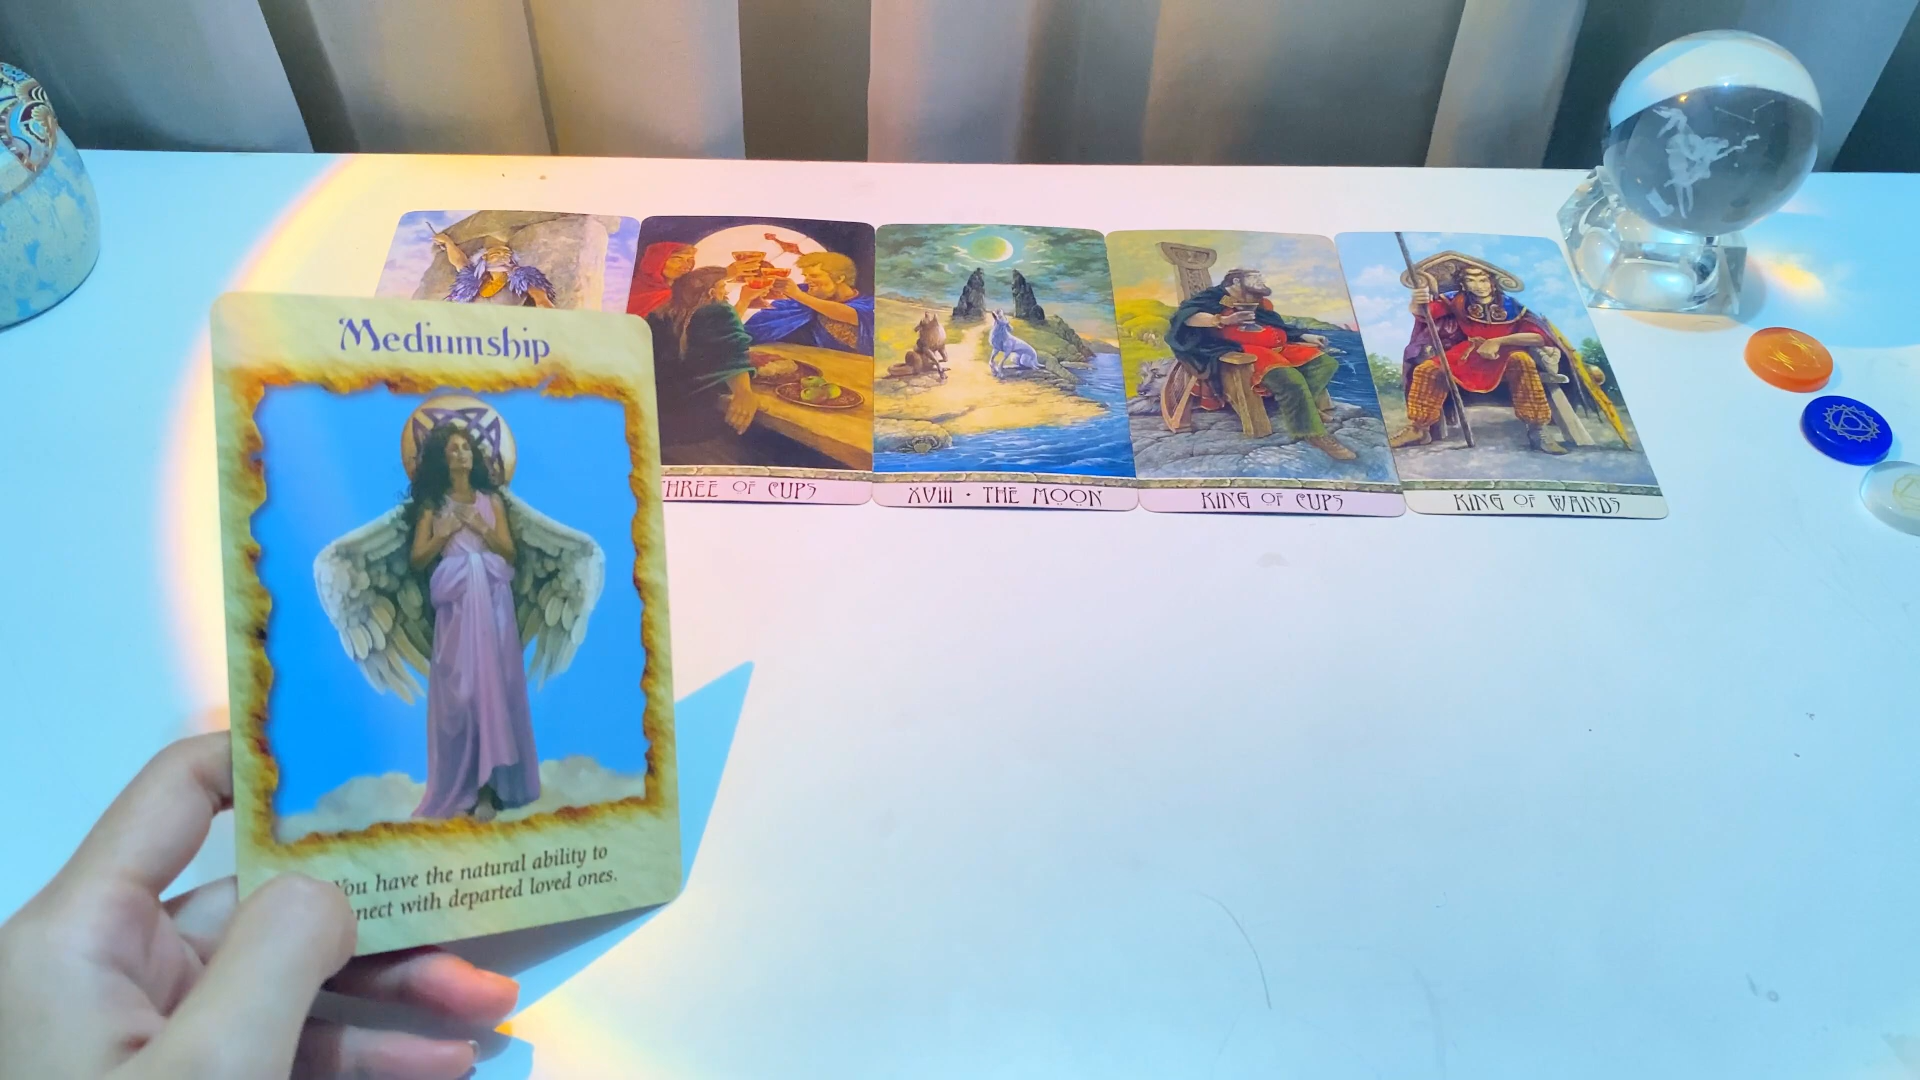 Mediumship
You have the natural ability to
nect with departed loved ones.
THREE OF CUPS
XVIII · THE MOON
KING OF CUPS
KING OF WANDS